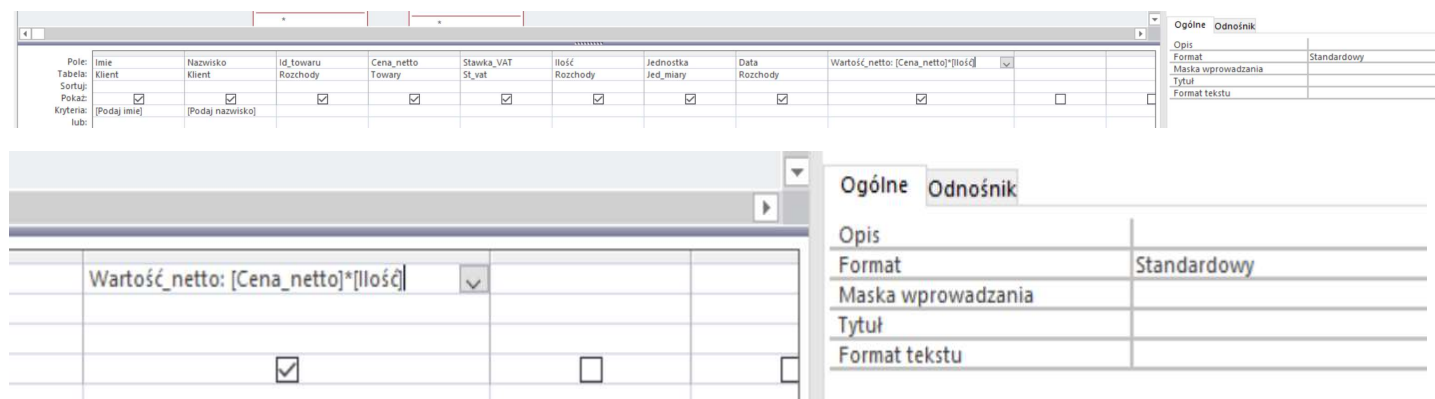 * *
Ogólne Odnośnik
Opis
Format Standardowy
Maska wprowadzania
Tytuł
Format tekstu
Pole: Imie Nazwisko Id_towaru Cena_netto Stawka_VAT Ilość Jednostka Data Wartość_netto: [Cena_netto]*[Ilość]
Tabela: Klient Klient Rozchody Towary St_vat Rozchody Jed_miary Rozchody
Sortuj:
Pokaż:
Kryteria: [Podaj imie] [Podaj nazwisko]
lub:
Ogólne Odnośnik
Opis
Format Standardowy
Maska wprowadzania
Tytuł
Format tekstu
Wartość_netto: [Cena_netto]*[Ilość]